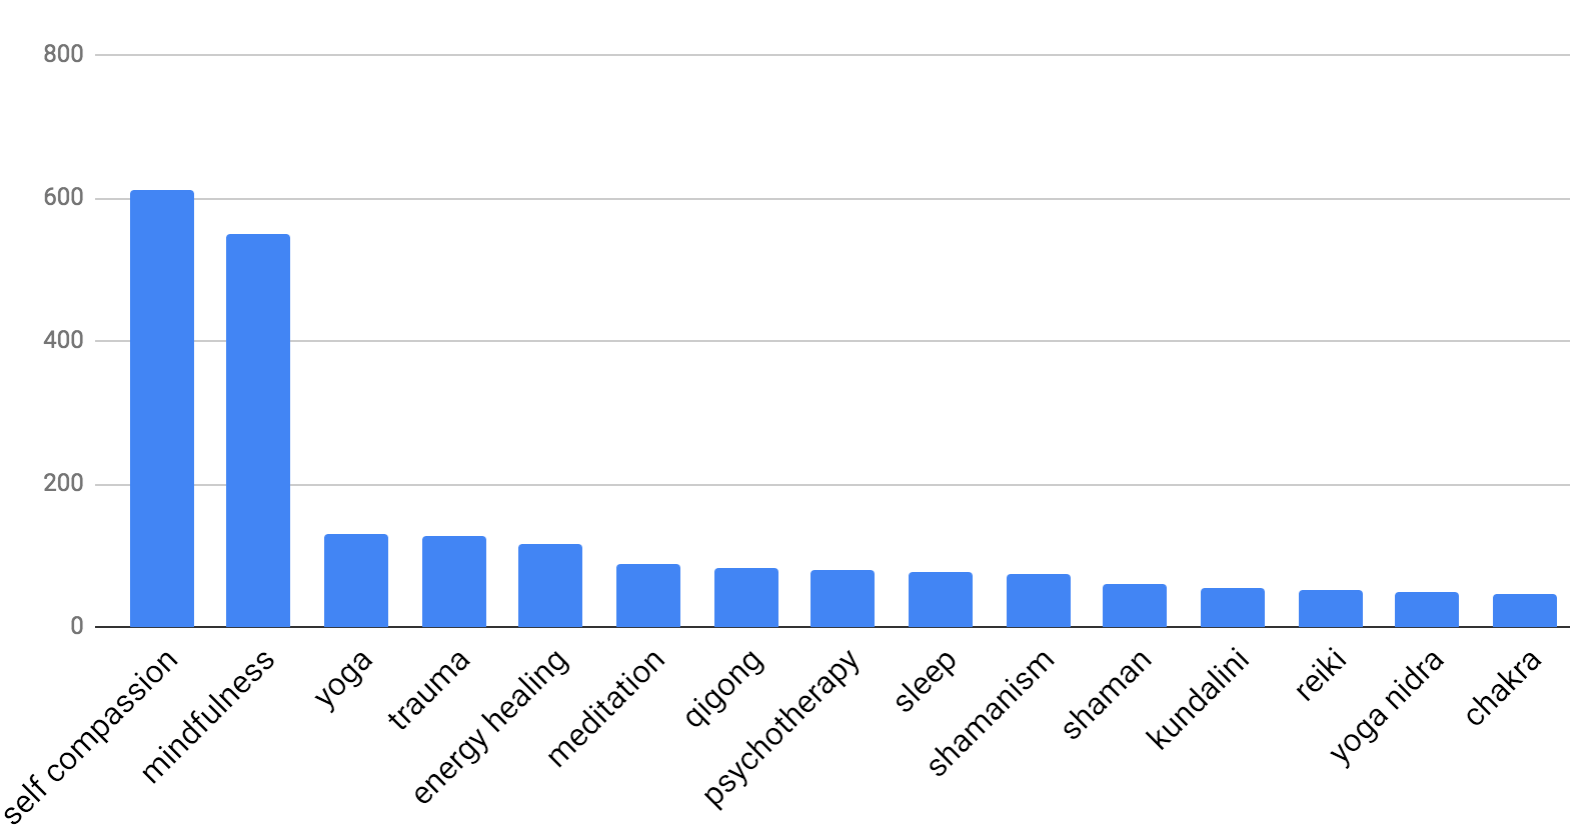 800
600
400
200
0
self compassion
mindfulness
yoga
trauma
energy healing
meditation
qigong
psychotherapy
sleep
shamanism
shaman
kundalini
reiki
yoga nidra
chakra